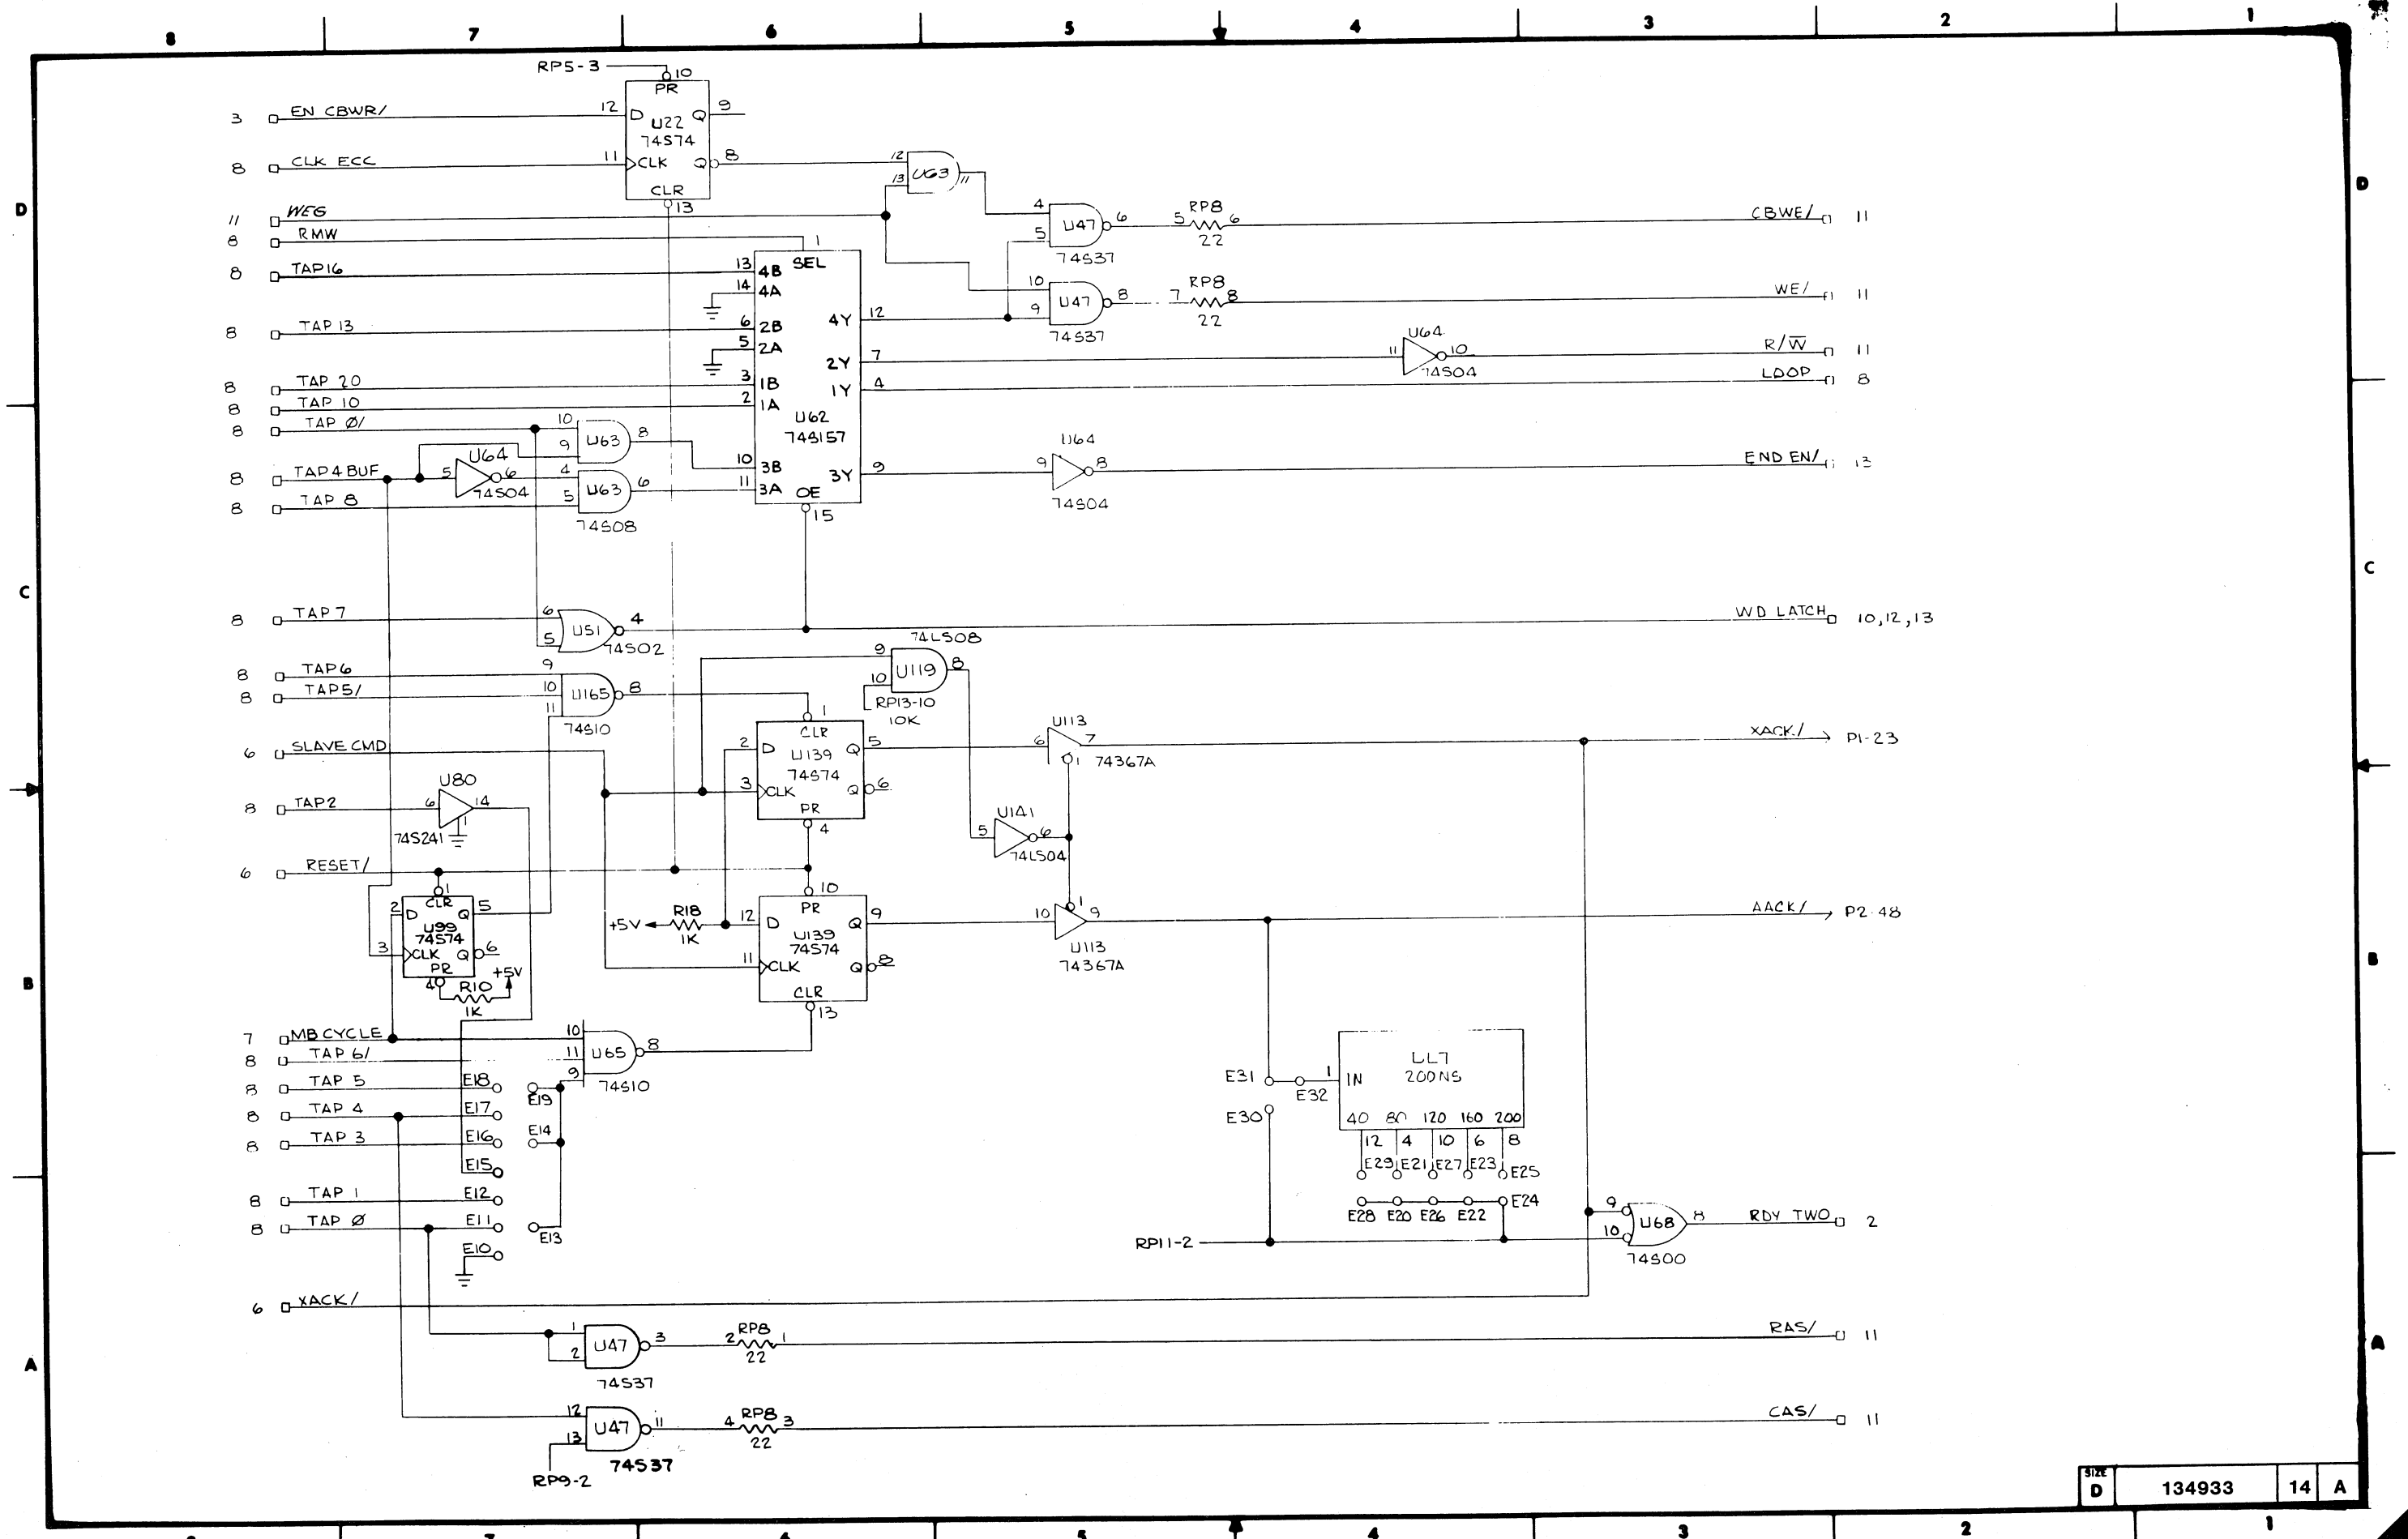 8 7 6 5 4 3 2 1
RP5-3
10
PR
3 EN CBWR/ 12 D Q 9
U22
74S74
8 CLK ECC 11 CLK Q 8
CLR
13
12 13 U63 11
D D
11 WEG
8 RMW 1
4 5 U47 6 5 RP8 6 CBWE/ 11
74S37 22
SEL
8 TAP16 13 4B
14 4A
10 9 U47 8 7 RP8 8 WE/ 11
74S37 22
8 TAP 13 6 2B 4Y 12
5 2A
2Y 7 11 U64 10 R/W̅ 11
74S04
8 TAP 20 3 1B 1Y 4 LOOP 8
8 TAP 10 2 1A
U62
74S157
8 TAP Ø/ 10 9 U63 8
8 TAP4 BUF 5 U64 6 4 10 3B 3Y 9 9 U64 8 END EN/ 13
74S04 U63 6 11 3A 74S04
8 TAP 8 5 OE
74S08 15
C C
8 TAP 7 6 5 U51 4 WD LATCH 10,12,13
74S02
74LS08
9 10 U119 8
RP13-10
10K
8 TAP6 9
8 TAP5/ 10 U165 8
11
74S10
1
CLR
6 SLAVE CMD 2 D Q 5 6 U113 7 XACK/ P1-23
U139 1 74367A
74S74
3 CLK Q 6
PR
4
8 TAP2 6 U80 14
74S241 1
5 U141 6
74LS04
6 RESET/
1
CLR
2 D Q 5
U99
74S74
3 CLK Q 6
PR
4 R10 +5V
1K
10
PR
+5V R18 12 D Q 9 10 1 9 AACK/ P2-48
1K U139 U113
74S74 74367A
11 CLK Q 8
CLR
13
B B
7 MB CYCLE 10
8 TAP 6/ 11 U65 8
9
74S10
8 TAP 5 E18 E19
8 TAP 4 E17
8 TAP 3 E16 E14
E15
8 TAP 1 E12
8 TAP Ø E11 E13
E10
E31 E32 1 IN
200NS
E30
40 80 120 160 200
12 4 10 6 8
E29 E21 E27 E23 E25
E28 E20 E26 E22 E24
RP11-2
9 10 U68 8 RDY TWO 2
74S00
6 XACK/
1 2 U47 3 2 RP8 1 RAS/ 11
74S37 22
A A
12 13 U47 11 4 RP8 3 CAS/ 11
74S37 22
RP9-2
SIZE
D 134933 14 A
7 6 5 4 3 2 1